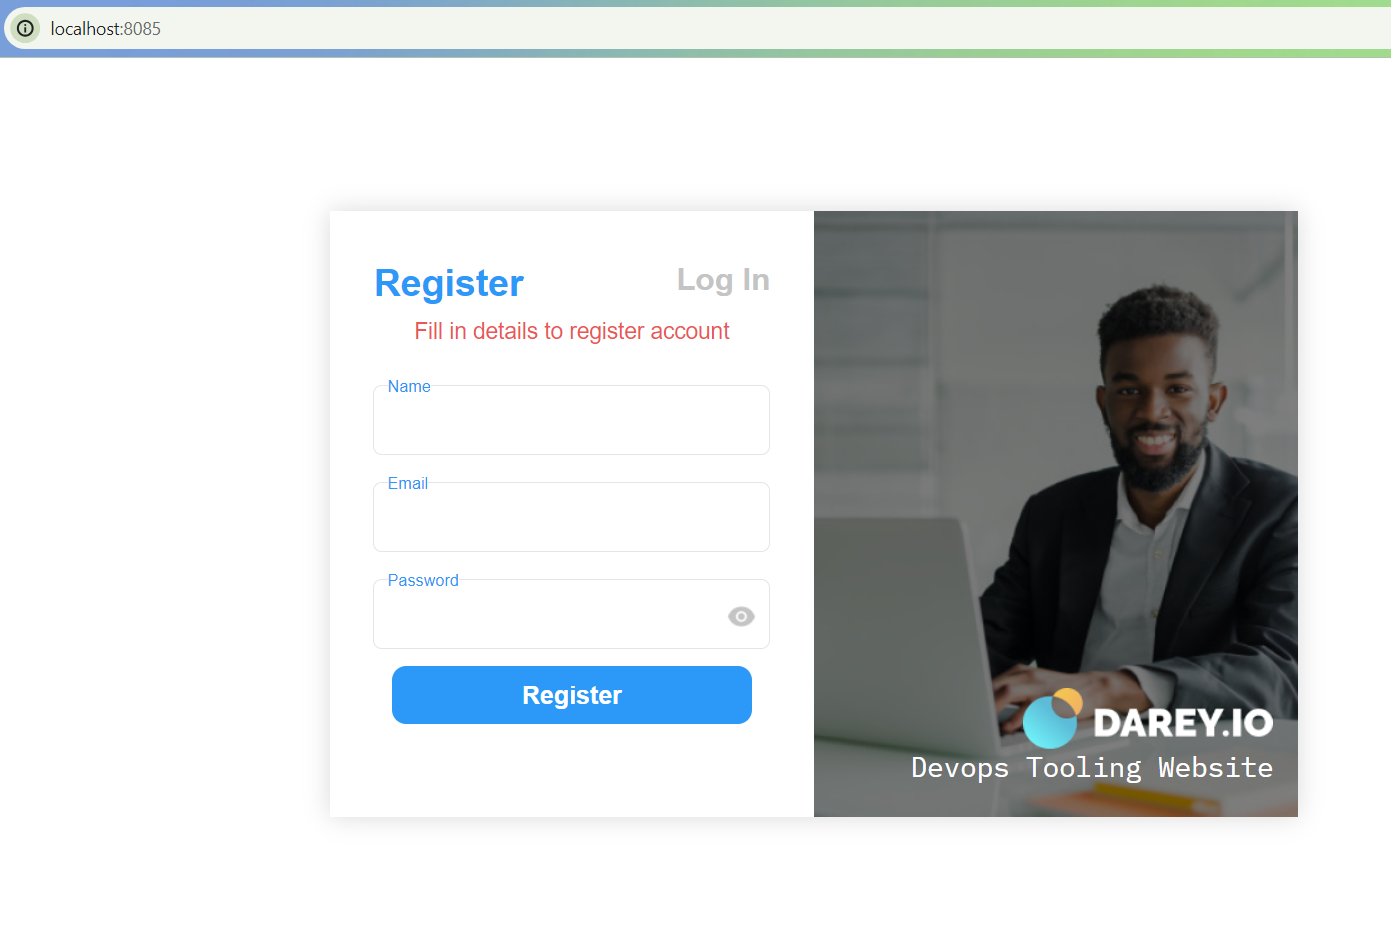 localhost:8085
Register
Log In
Fill in details to register account
Name
Email
Password
Register
DAREY.IO
Devops Tooling Website